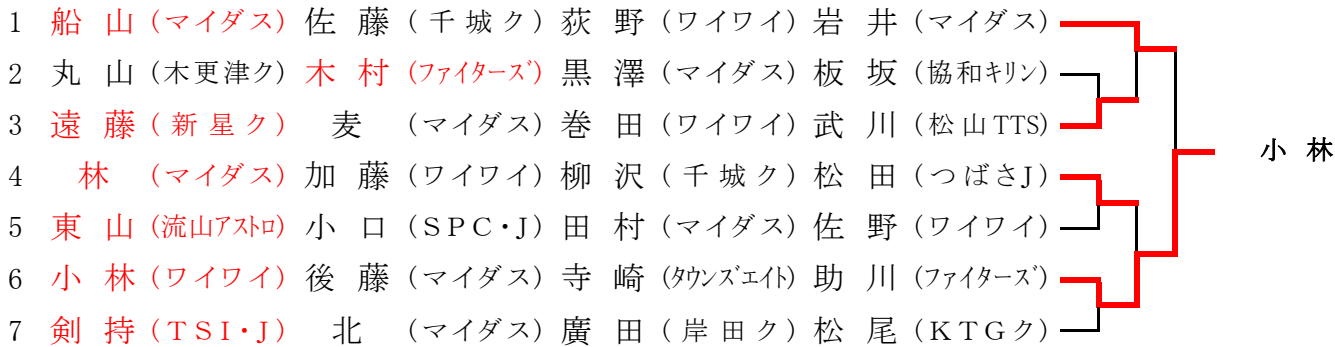 1 船山(マイダス) 佐藤(千城ク) 荻野(ワイワイ) 岩井(マイダス)
2 丸山(木更津ク) 木村(ファイターズ) 黒澤(マイダス) 板坂(協和キリン)
3 遠藤(新星ク) 麦(マイダス) 巻田(ワイワイ) 武川(松山TTS)
小林
4 林(マイダス) 加藤(ワイワイ) 柳沢(千城ク) 松田(つばさJ)
5 東山(流山アストロ) 小口(SPC・J) 田村(マイダス) 佐野(ワイワイ)
6 小林(ワイワイ) 後藤(マイダス) 寺崎(タウンズエイト) 助川(ファイターズ)
7 剣持(TSI・J) 北(マイダス) 廣田(岸田ク) 松尾(KTGク)